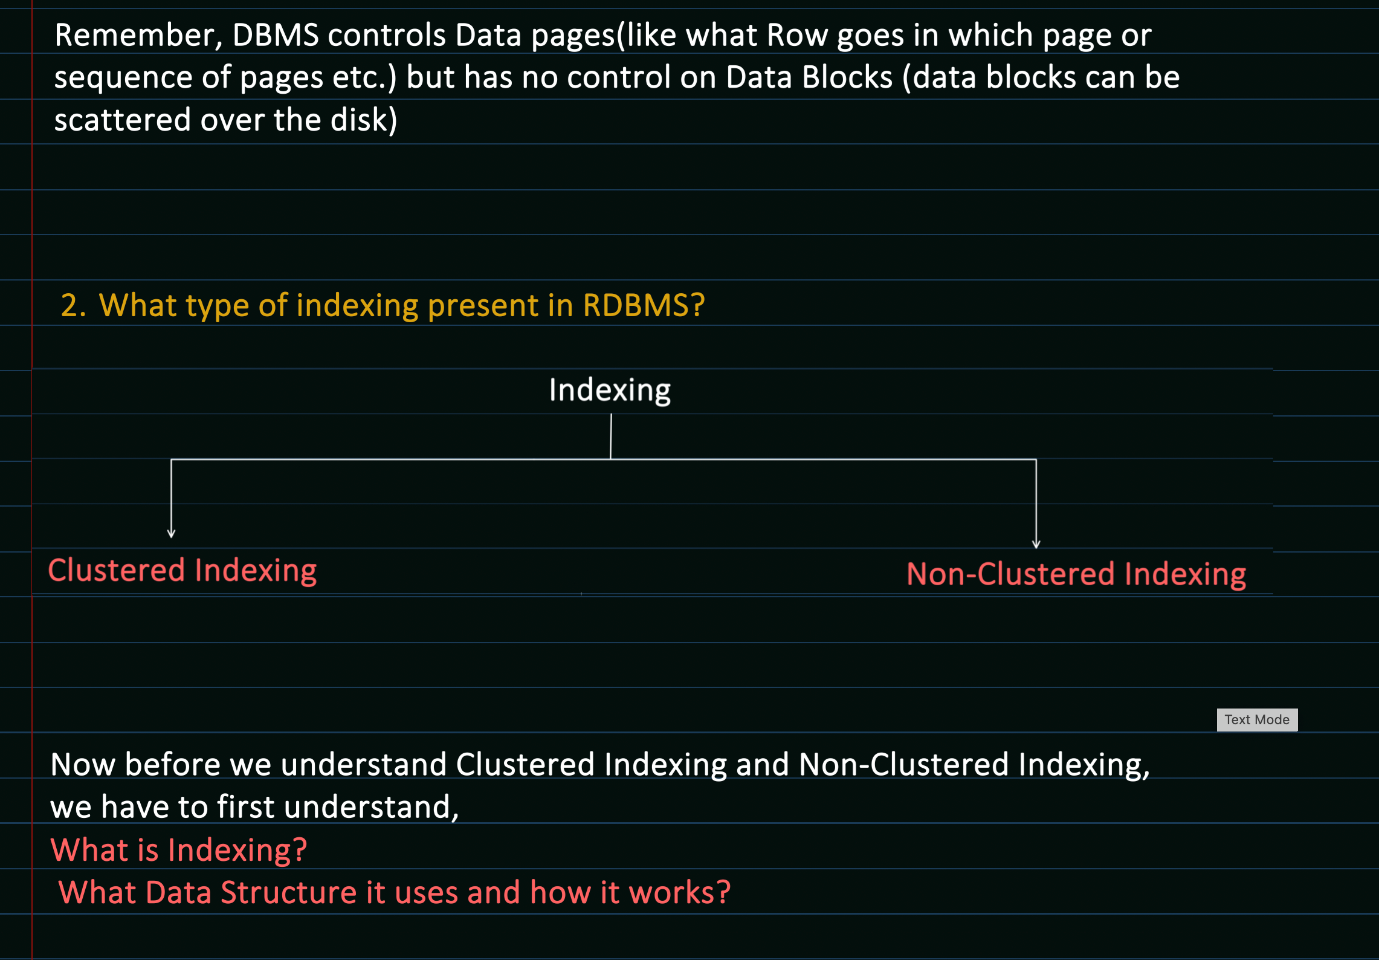 Remember, DBMS controls Data pages(like what Row goes in which page or
sequence of pages etc.) but has no control on Data Blocks (data blocks can be
scattered over the disk)
2. What type of indexing present in RDBMS?
Indexing
Clustered Indexing
Non-Clustered Indexing
Text Mode
Now before we understand Clustered Indexing and Non-Clustered Indexing,
we have to first understand,
What is Indexing?
What Data Structure it uses and how it works?